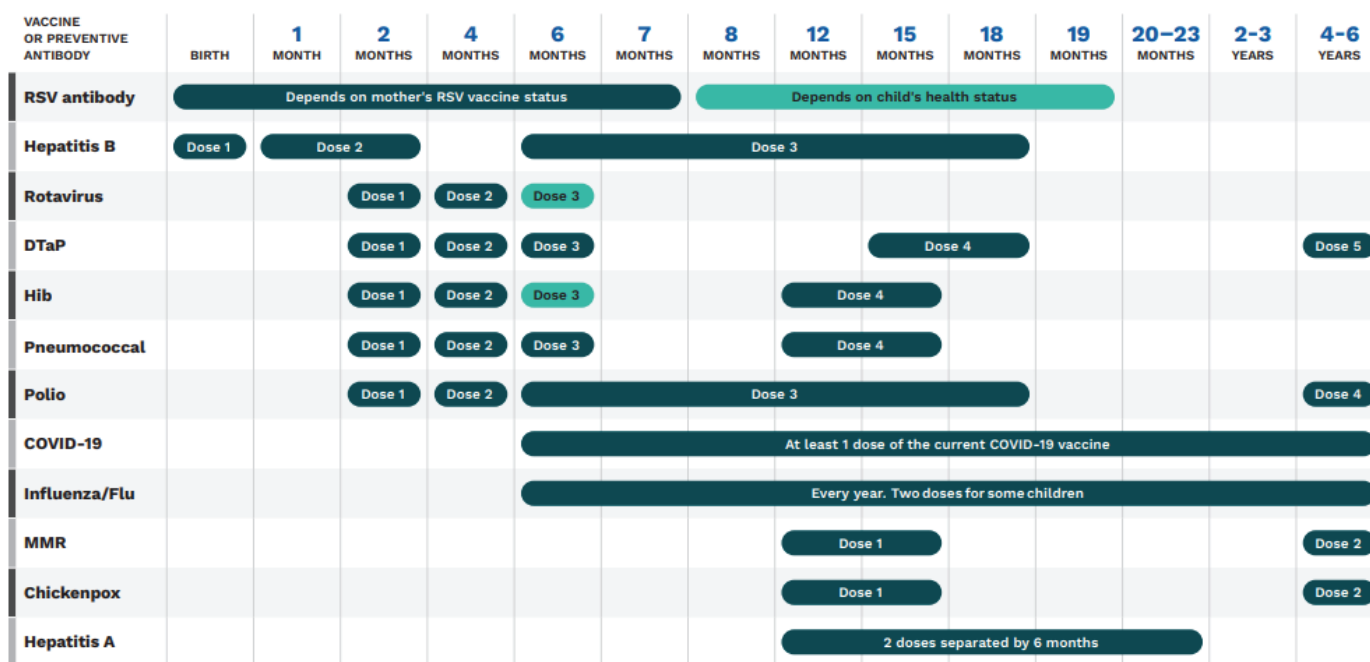 VACCINE
OR PREVENTIVE
ANTIBODY
BIRTH
1
MONTH
2
MONTHS
4
MONTHS
6
MONTHS
7
MONTHS
8
MONTHS
12
MONTHS
15
MONTHS
18
MONTHS
19
MONTHS
20–23
MONTHS
2-3
YEARS
4-6
YEARS
RSV antibody Depends on mother's RSV vaccine status Depends on child's health status
Hepatitis B Dose 1 Dose 2 Dose 3
Rotavirus Dose 1 Dose 2 Dose 3
DTaP Dose 1 Dose 2 Dose 3 Dose 4 Dose 5
Hib Dose 1 Dose 2 Dose 3 Dose 4
Pneumococcal Dose 1 Dose 2 Dose 3 Dose 4
Polio Dose 1 Dose 2 Dose 3 Dose 4
COVID-19 At least 1 dose of the current COVID-19 vaccine
Influenza/Flu Every year. Two doses for some children
MMR Dose 1 Dose 2
Chickenpox Dose 1 Dose 2
Hepatitis A 2 doses separated by 6 months